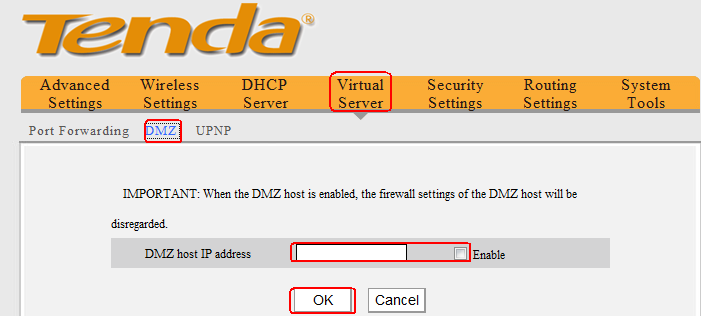 Tenda®
Advanced Settings
Wireless Settings
DHCP Server
Virtual Server
Security Settings
Routing Settings
System Tools
Port Forwarding DMZ UPNP
IMPORTANT: When the DMZ host is enabled, the firewall settings of the DMZ host will be
disregarded.
DMZ host IP address Enable
OK Cancel